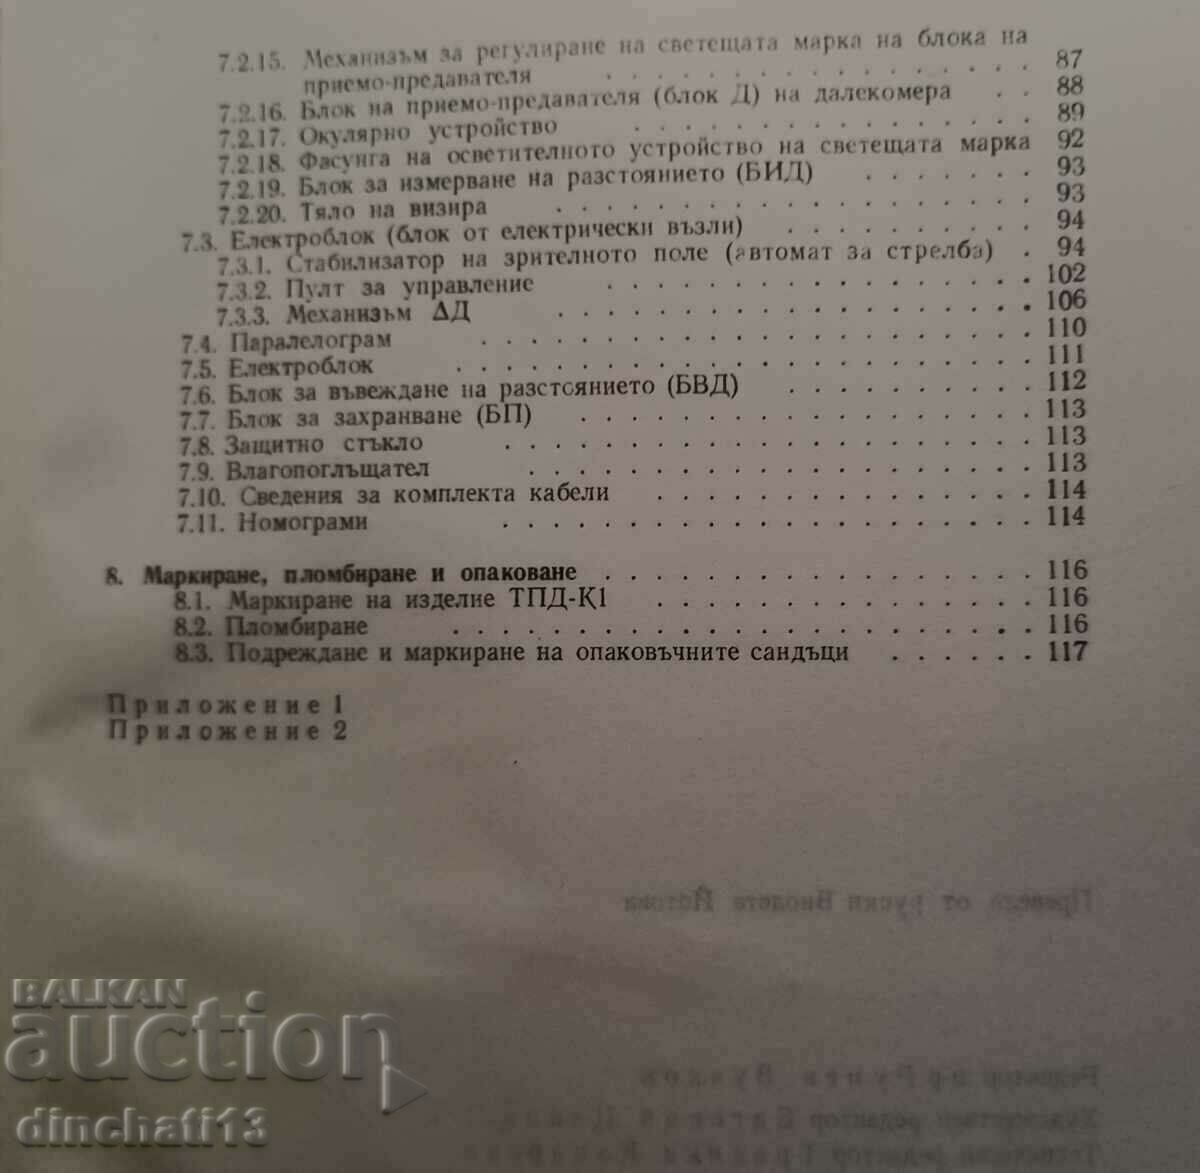 7.2.15. Механизъм за регулиране на светещата марка на блока на
приемо-предавателя . . . . . . . . . . . . . . . 87
7.2.16. Блок на приемо-предавателя (блок Д) на далекомера . . 88
7.2.17. Окулярно устройство . . . . . . . . . . . . . . 89
7.2.18. Фасунга на осветителното устройство на светещата марка 92
7.2.19. Блок за измерване на разстоянието (БИД) . . . . . . . 93
7.2.20. Тяло на визира . . . . . . . . . . . . . . . . . 93
7.3. Електроблок (блок от електрически възли) . . . . . . . . . 94
7.3.1. Стабилизатор на зрителното поле (автомат за стрелба) . 94
7.3.2. Пулт за управление . . . . . . . . . . . . . . . 102
7.3.3. Механизъм ΔД . . . . . . . . . . . . . . . . . 106
7.4. Паралелограм . . . . . . . . . . . . . . . . . . . . 110
7.5. Електроблок . . . . . . . . . . . . . . . . . . . . . 111
7.6. Блок за въвеждане на разстоянието (БВД) . . . . . . . . . 112
7.7. Блок за захранване (БП) . . . . . . . . . . . . . . . . 113
7.8. Защитно стъкло . . . . . . . . . . . . . . . . . . . 113
7.9. Влагопоглъщател . . . . . . . . . . . . . . . . . . 113
7.10. Сведения за комплекта кабели . . . . . . . . . . . . . 114
7.11. Номограми . . . . . . . . . . . . . . . . . . . 114
8. Маркиране, пломбиране и опаковане . . . . . . . . . . . . . . 116
8.1. Маркиране на изделие ТПД-К1 . . . . . . . . . . . . . 116
8.2. Пломбиране . . . . . . . . . . . . . . . . . . . . . 116
8.3. Подреждане и маркиране на опаковъчните сандъци . . . . . . 117
Приложение 1
Приложение 2
BALKAN
auction
dinchati13